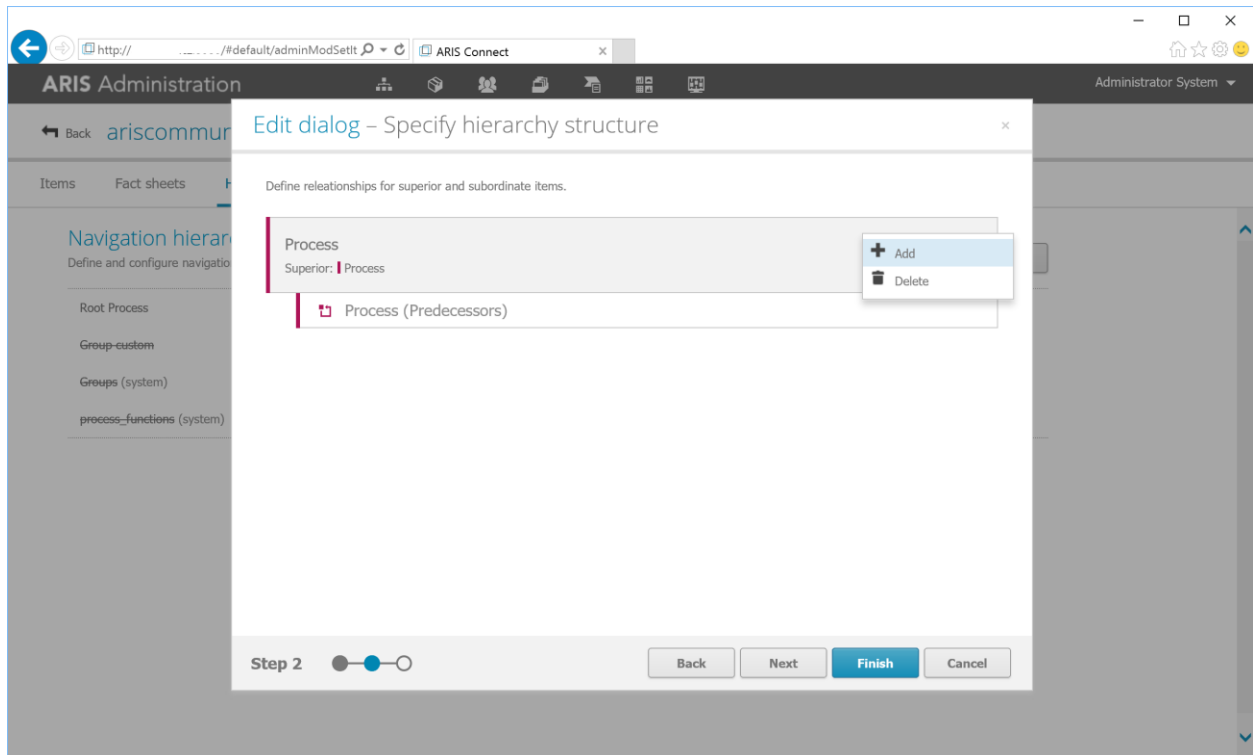 http://
/#default/adminModSetIt
ARIS Connect
ARIS Administration
Administrator System
Back
ariscommur
Edit dialog – Specify hierarchy structure
Items
Fact sheets
H
Define releationships for superior and subordinate items.
Navigation hierar
Define and configure navigatio
Process
Superior: Process
Add
Delete
Root Process
Process (Predecessors)
Group custom
Groups (system)
process_functions (system)
Step 2
Back
Next
Finish
Cancel